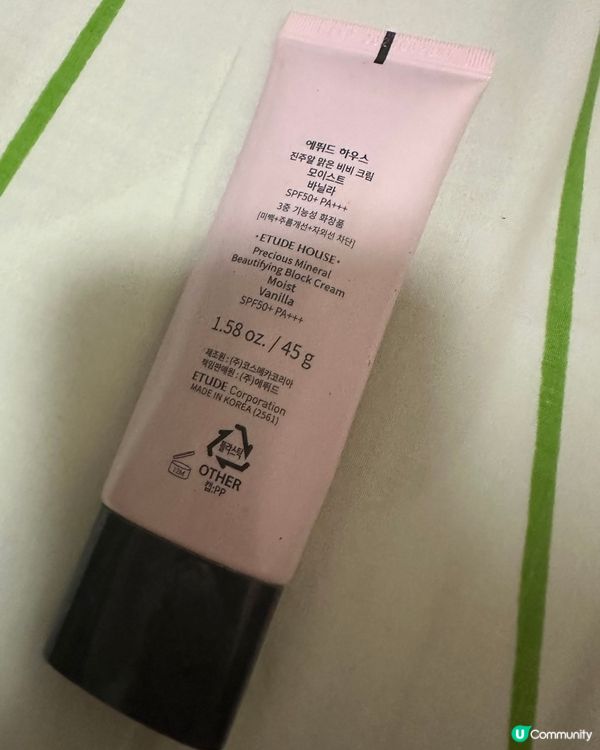 에뛰드 하우스
진주알 맑은 비비 크림
모이스트
바닐라
SPF50+ PA+++
3중 기능성 화장품
[미백+주름개선+자외선 차단]
•ETUDE HOUSE•
Precious Mineral
Beautifying Block Cream
Moist
Vanilla
SPF50+ PA+++
1.58 oz. / 45 g
제조원 : (주)코스메카코리아
책임판매원 : (주)에뛰드
ETUDE Corporation
MADE IN KOREA (2561)
플라스틱
12M
OTHER
캡:PP
U Community